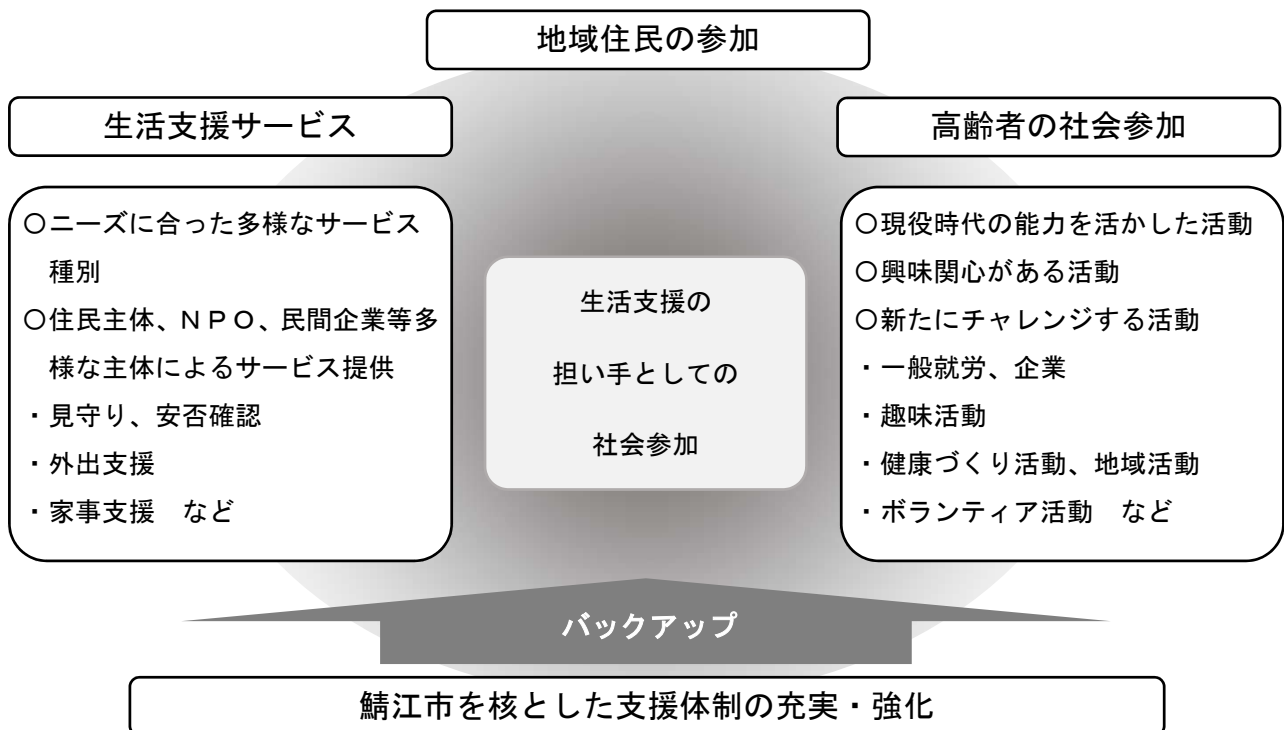 地域住民の参加
生活支援サービス
〇ニーズに合った多様なサービス
種別
〇住民主体、ＮＰＯ、民間企業等多
様な主体によるサービス提供
・見守り、安否確認
・外出支援
・家事支援　など
生活支援の
担い手としての
社会参加
高齢者の社会参加
〇現役時代の能力を活かした活動
〇興味関心がある活動
〇新たにチャレンジする活動
・一般就労、企業
・趣味活動
・健康づくり活動、地域活動
・ボランティア活動　など
バックアップ
鯖江市を核とした支援体制の充実・強化